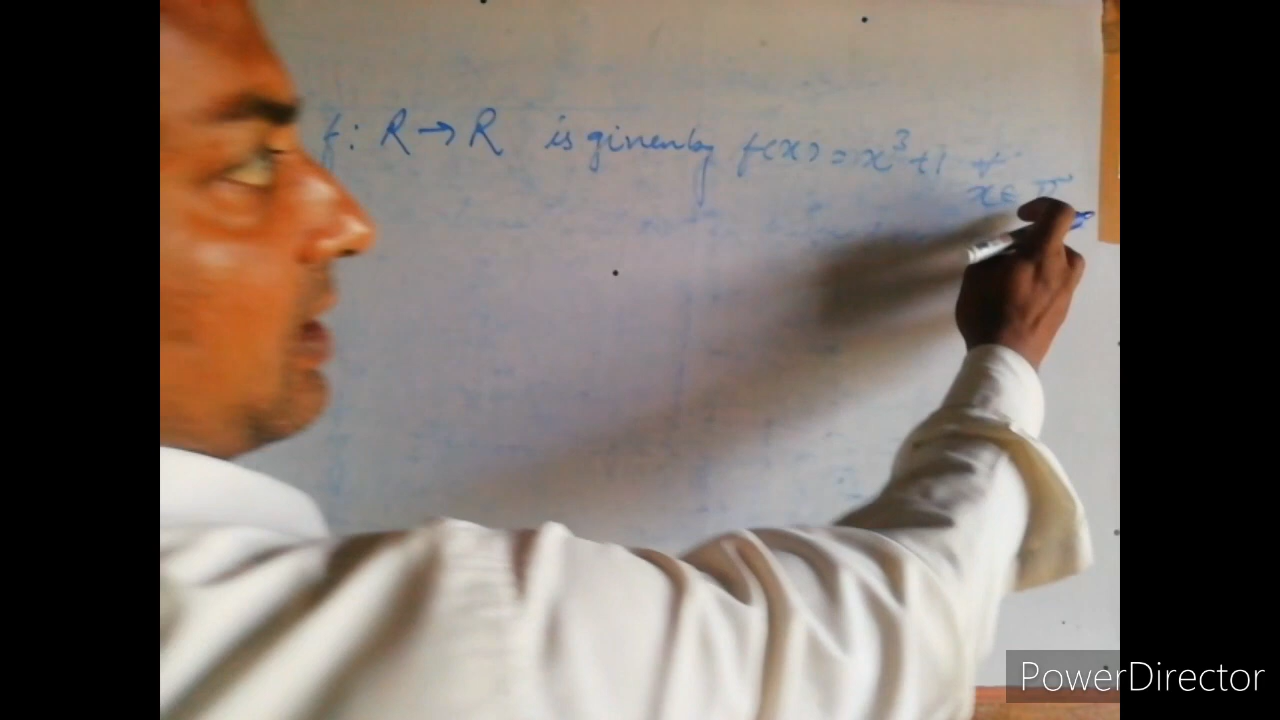 f: R → R is given by f(x) = x³ + 1 ∀
x ∈
PowerDirector